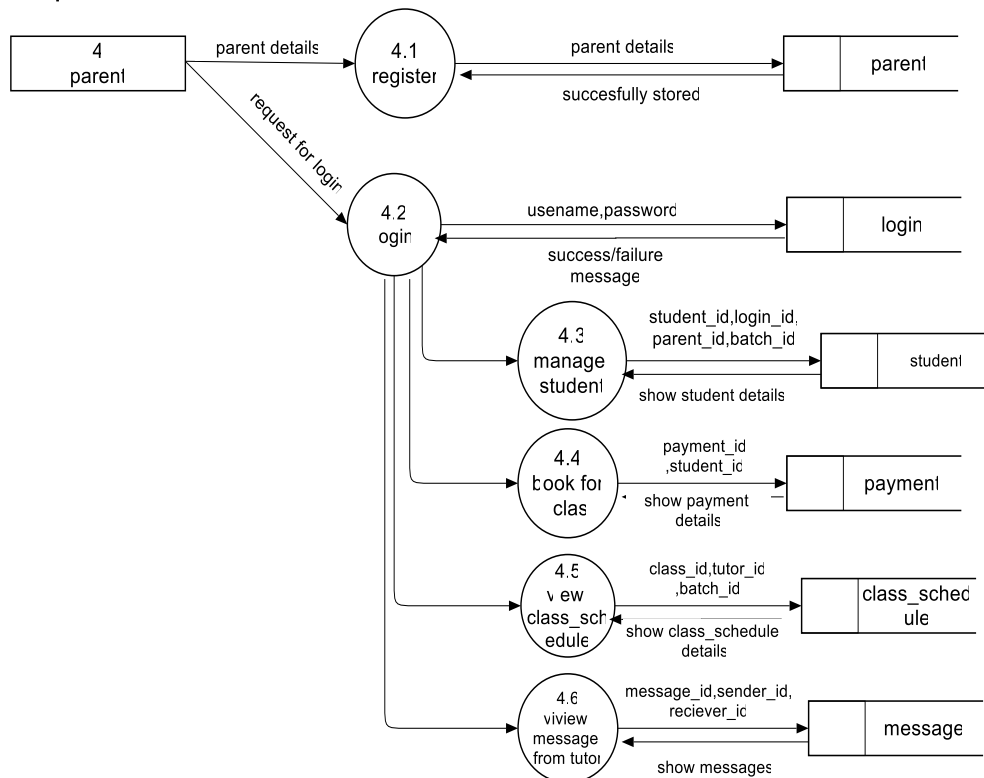 4
parent
parent details
4.1
register
parent details
succesfully stored
parent
request for login
4.2
ogin
usename,password
success/failure
message
login
4.3
manage
student
student_id,login_id,
parent_id,batch_id
show student details
student
4.4
book for
clas
payment_id
,student_id
show payment
details
payment
4.5
v ew
class_sch
edule
class_id,tutor_id
,batch_id
show class_schedule
details
class_sched
ule
4.6
viview
message
from tutor
message_id,sender_id,
reciever_id
show messages
message